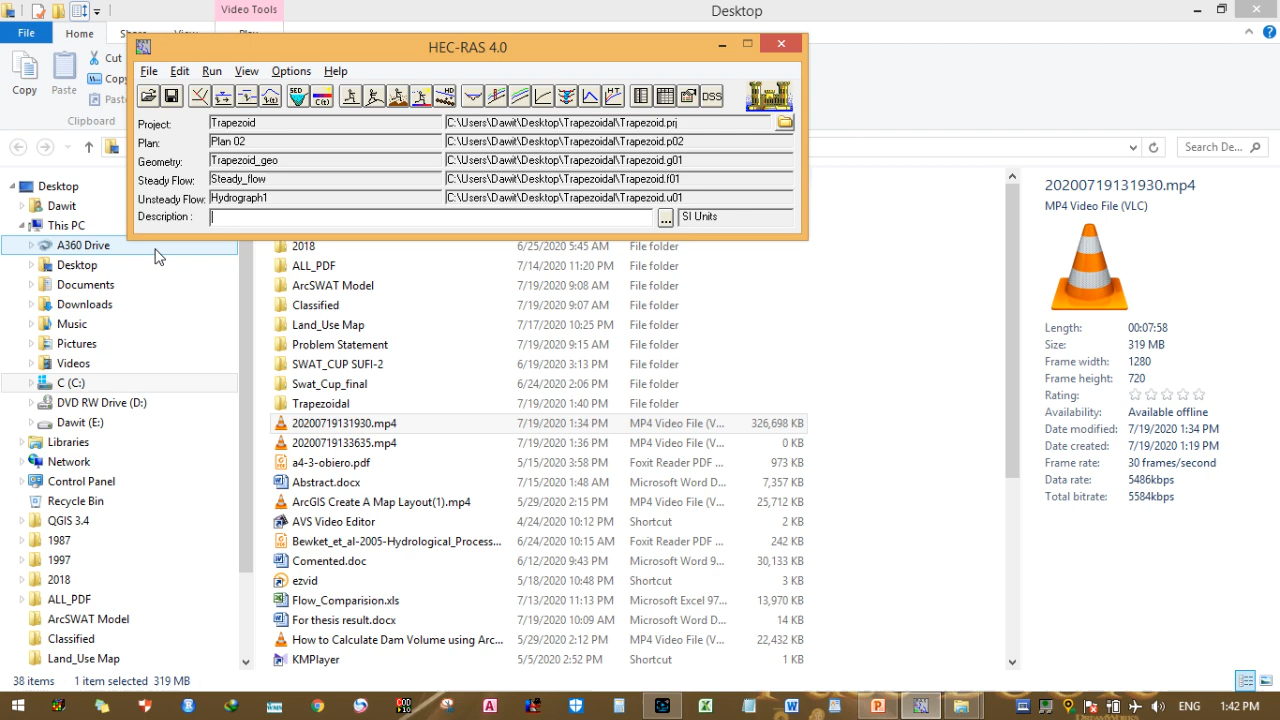 Video Tools
Desktop
File
Home
Share
View
Play
HEC-RAS 4.0
File Edit Run View Options Help
SED
DSS
Project: Trapezoid C:\Users\Dawit\Desktop\Trapezoidal\Trapezoid.prj
Plan: Plan 02 C:\Users\Dawit\Desktop\Trapezoidal\Trapezoid.p02
Geometry: Trapezoid_geo C:\Users\Dawit\Desktop\Trapezoidal\Trapezoid.g01
Steady Flow: Steady_flow C:\Users\Dawit\Desktop\Trapezoidal\Trapezoid.f01
Unsteady Flow: Hydrograph1 C:\Users\Dawit\Desktop\Trapezoidal\Trapezoid.u01
Description : ... SI Units
Copy
Paste
Cut
Copy
Paste
Clipboard
Search De...
Desktop
Dawit
This PC
A360 Drive
Desktop
Documents
Downloads
Music
Pictures
Videos
C (C:)
DVD RW Drive (D:)
Dawit (E:)
Libraries
Network
Control Panel
Recycle Bin
QGIS 3.4
1987
1997
2018
ALL_PDF
ArcSWAT Model
Classified
Land_Use Map
2018 6/25/2020 5:45 AM File folder
ALL_PDF 7/14/2020 11:20 PM File folder
ArcSWAT Model 7/19/2020 9:08 AM File folder
Classified 7/19/2020 9:07 AM File folder
Land_Use Map 7/17/2020 10:25 PM File folder
Problem Statement 7/19/2020 9:15 AM File folder
SWAT_CUP SUFI-2 6/19/2020 3:13 PM File folder
Swat_Cup_final 6/24/2020 2:06 PM File folder
Trapezoidal 7/19/2020 1:40 PM File folder
20200719131930.mp4 7/19/2020 1:34 PM MP4 Video File (V... 326,698 KB
20200719133635.mp4 7/19/2020 1:36 PM MP4 Video File (V... 0 KB
a4-3-obiero.pdf 5/15/2020 3:58 PM Foxit Reader PDF ... 973 KB
Abstract.docx 7/15/2020 1:48 AM Microsoft Word D... 7,357 KB
ArcGIS Create A Map Layout(1).mp4 5/29/2020 2:15 PM MP4 Video File (V... 25,712 KB
AVS Video Editor 4/24/2020 10:12 PM Shortcut 2 KB
Bewket_et_al-2005-Hydrological_Process... 6/24/2020 10:15 AM Foxit Reader PDF ... 242 KB
Comented.doc 6/12/2020 9:43 PM Microsoft Word 9... 30,133 KB
ezvid 5/18/2020 10:48 PM Shortcut 3 KB
Flow_Comparision.xls 7/13/2020 11:13 PM Microsoft Excel 97... 13,970 KB
For thesis result.docx 7/19/2020 10:09 AM Microsoft Word D... 14 KB
How to Calculate Dam Volume using Arc... 5/29/2020 2:12 PM MP4 Video File (V... 22,432 KB
KMPlayer 5/5/2020 2:52 PM Shortcut 1 KB
20200719131930.mp4
MP4 Video File (VLC)
Length: 00:07:58
Size: 319 MB
Frame width: 1280
Frame height: 720
Rating:
Availability: Available offline
Date modified: 7/19/2020 1:34 PM
Date created: 7/19/2020 1:19 PM
Frame rate: 30 frames/second
Data rate: 5486kbps
Total bitrate: 5584kbps
38 items 1 item selected 319 MB
ENG 1:42 PM